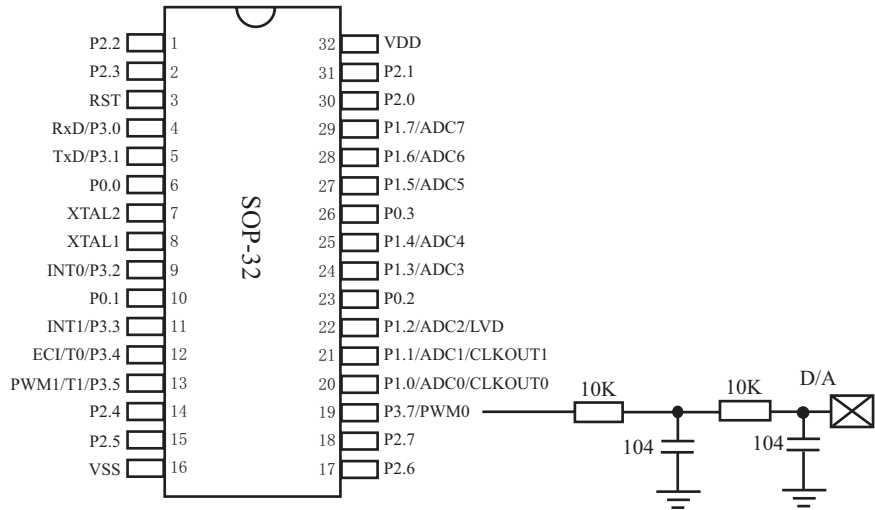 P2.2 1 32 VDD
P2.3 2 31 P2.1
RST 3 30 P2.0
RxD/P3.0 4 29 P1.7/ADC7
TxD/P3.1 5 28 P1.6/ADC6
P0.0 6 27 P1.5/ADC5
XTAL2 7 26 P0.3
XTAL1 8 25 P1.4/ADC4
INT0/P3.2 9 24 P1.3/ADC3
P0.1 10 23 P0.2
INT1/P3.3 11 22 P1.2/ADC2/LVD
ECI/T0/P3.4 12 21 P1.1/ADC1/CLKOUT1
PWM1/T1/P3.5 13 20 P1.0/ADC0/CLKOUT0
P2.4 14 19 P3.7/PWM0
P2.5 15 18 P2.7
VSS 16 17 P2.6
SOP-32
10K 10K D/A
104 104